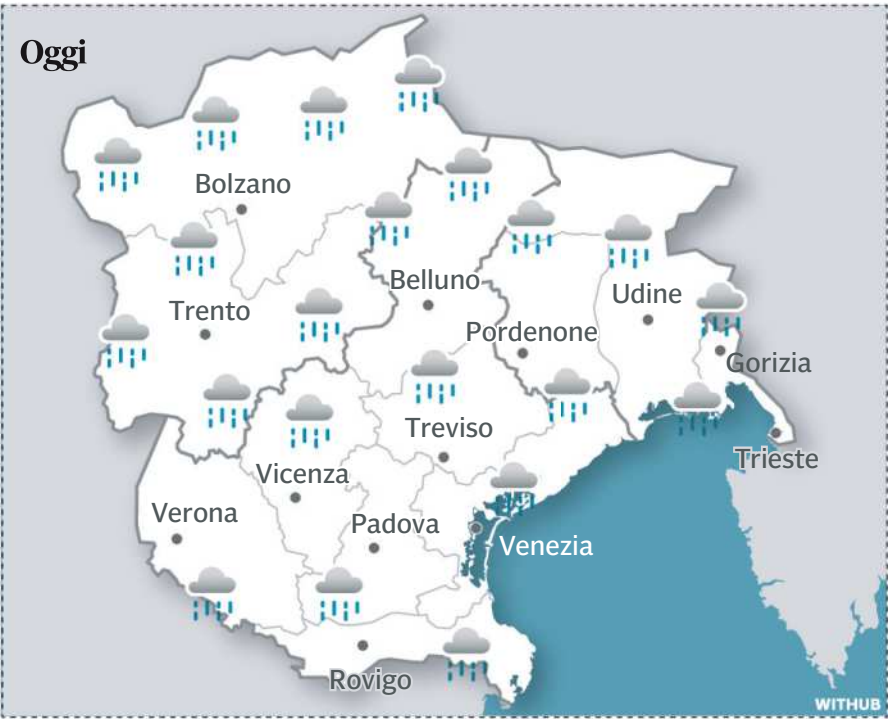 Oggi
Bolzano
Belluno
Udine
Trento
Pordenone
Gorizia
Treviso
Trieste
Vicenza
Verona
Padova
Venezia
Rovigo
WITHUB